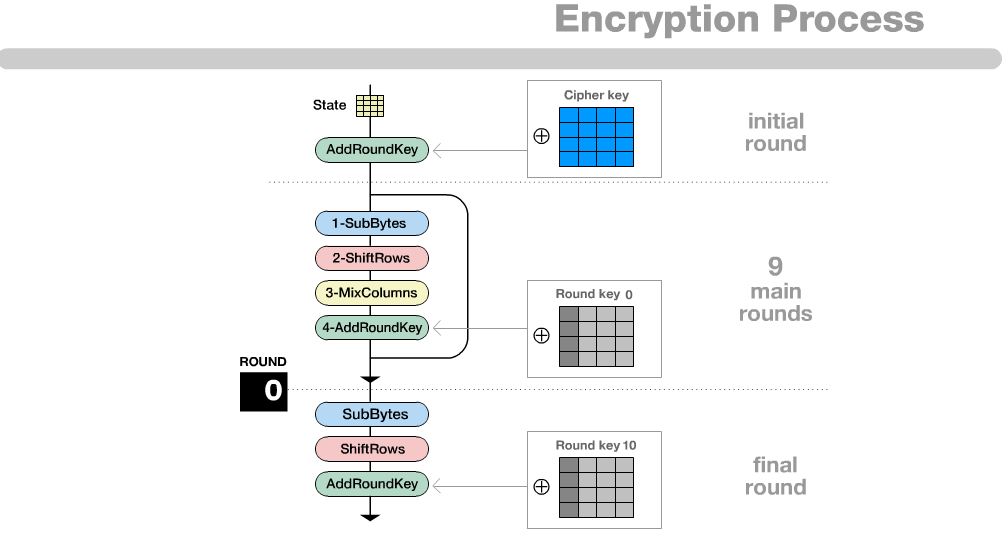 Encryption Process
State
Cipher key
AddRoundKey
⊕
initial
round
1-SubBytes
2-ShiftRows
3-MixColumns
4-AddRoundKey
Round key 0
⊕
9
main
rounds
ROUND
0
SubBytes
ShiftRows
AddRoundKey
Round key 10
⊕
final
round